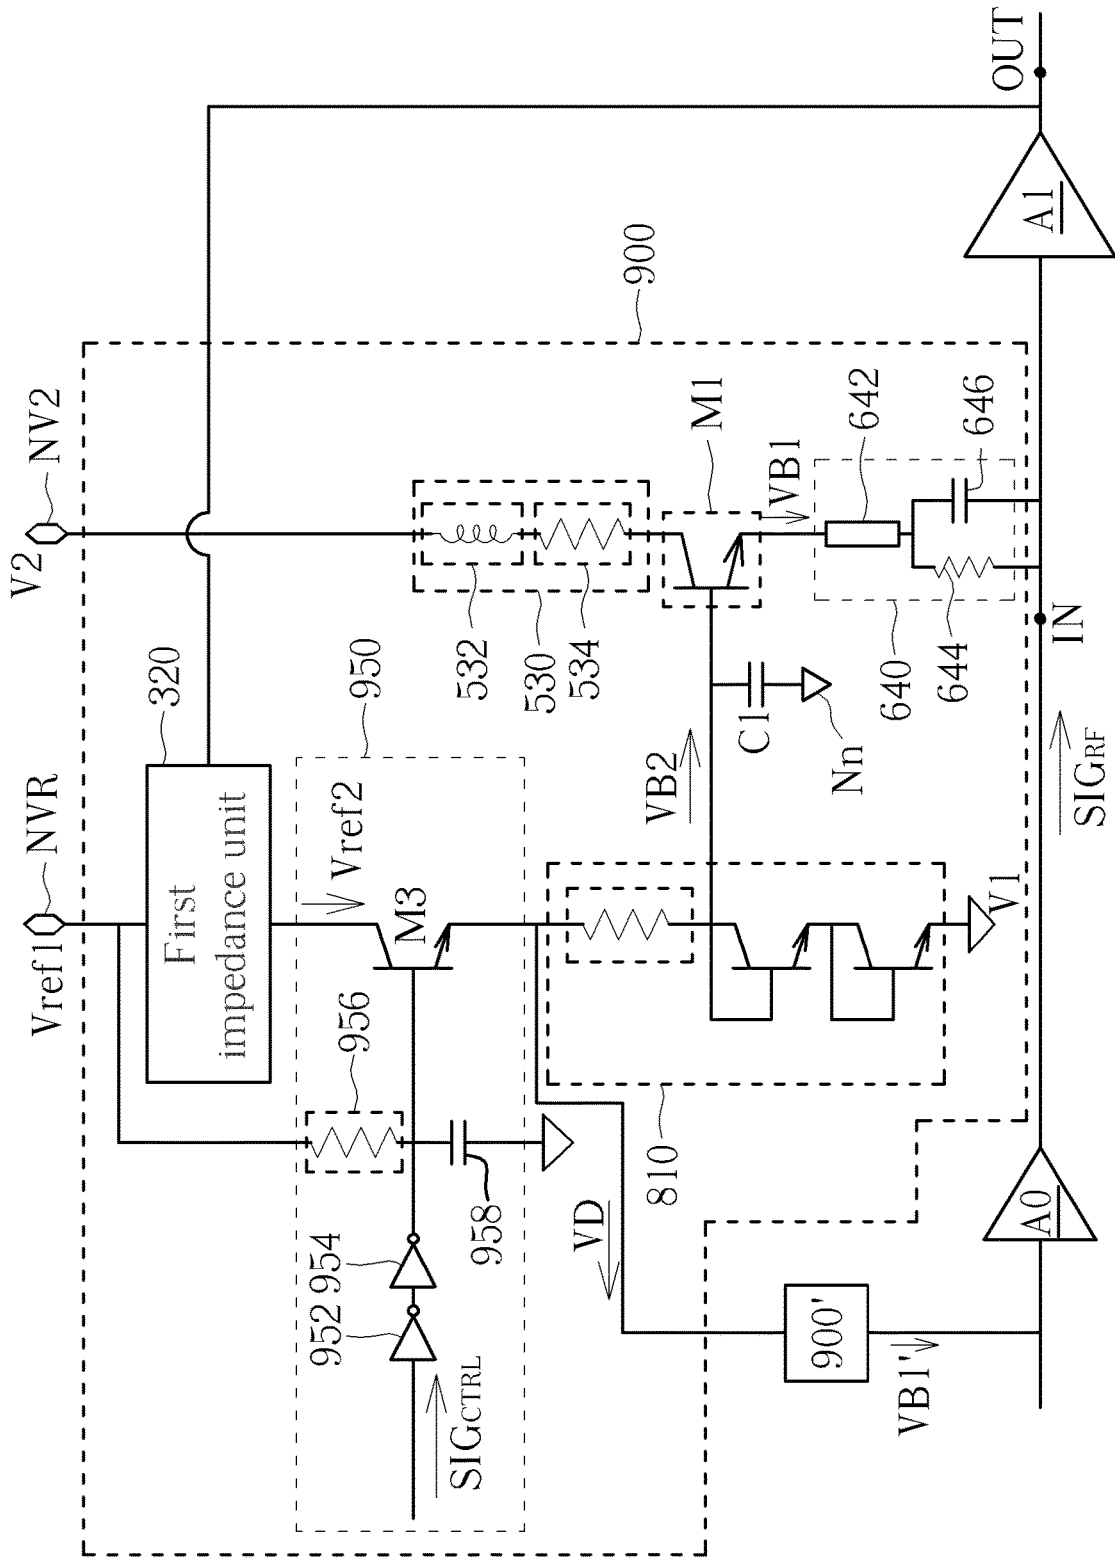 OUT
A1
900
V2
NV2
532
530
534
M1
VB1
642
640
644
646
IN
320
950
Vref1
NVR
First
impedance unit
Vref2
M3
VB2
C1
Nn
SIGRF
V1
956
810
958
952
954
VD
A0
SIGCTRL
900'
VB1'